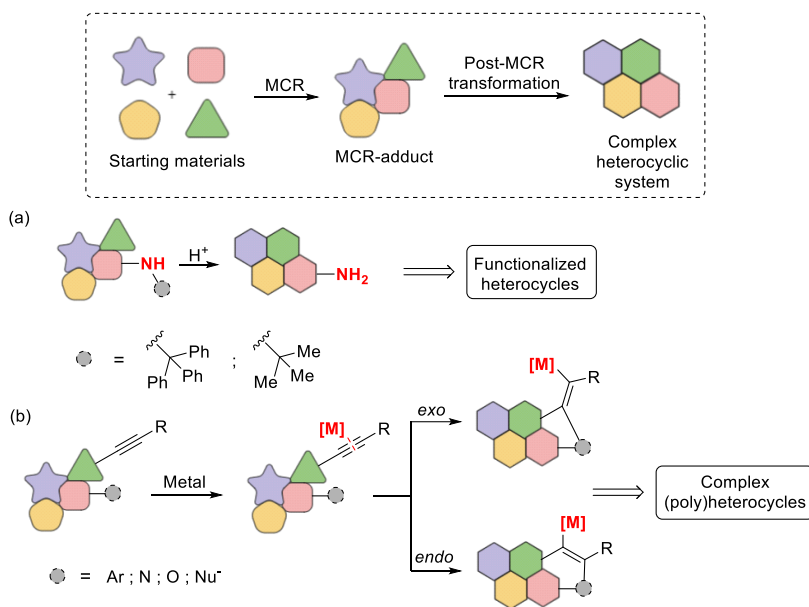 MCR
Post-MCR
transformation
+
Starting materials
MCR-adduct
Complex
heterocyclic
system
(a)
NH
H+
NH2
Functionalized
heterocycles
=
Ph
Ph
Ph
;
Me
Me
Me
(b)
R
Metal
[M]
R
exo
[M]
R
endo
[M]
R
Complex
(poly)heterocycles
= Ar ; N ; O ; Nu-